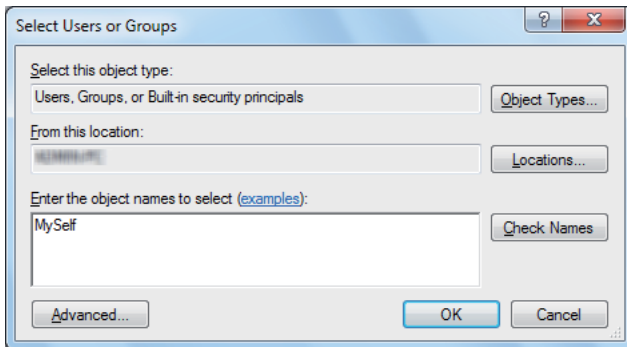 Select Users or Groups
Select this object type:
Users, Groups, or Built-in security principals
Object Types...
From this location:
Locations...
Enter the object names to select (examples):
MySelf
Check Names
Advanced...
OK
Cancel